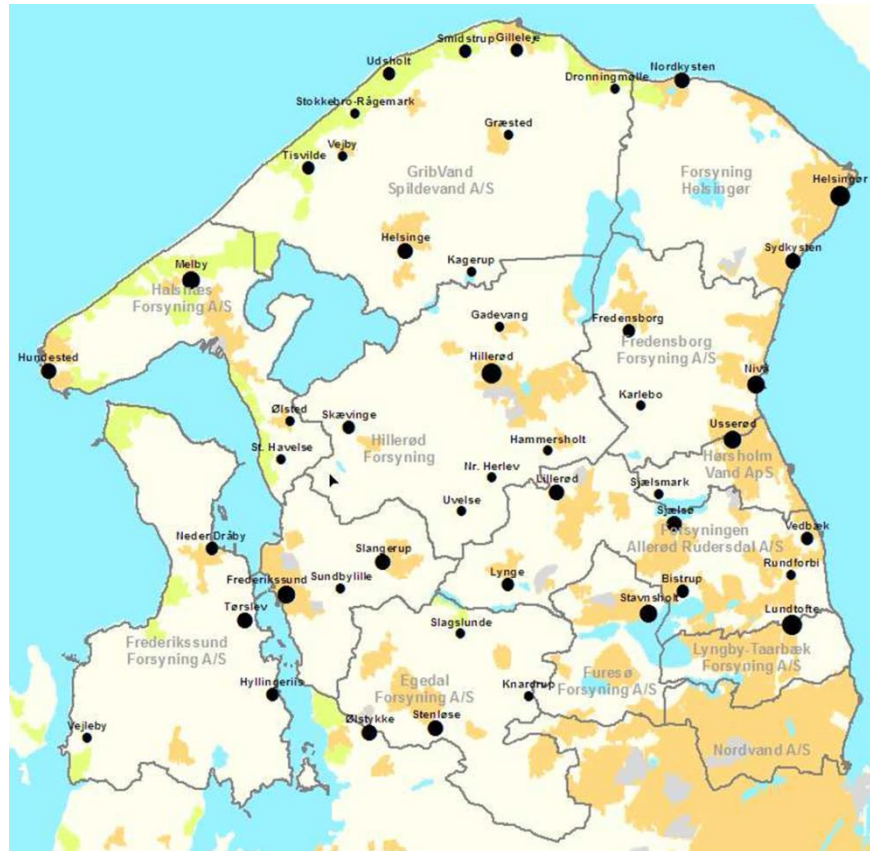 Smidstrup
Gilleleje
Udsholt
Nordkysten
Dronningmølle
Stokkebro-Rågemark
Græsted
Vejby
Tisvilde
GribVand
Spildevand A/S
Forsyning
Helsingør
Helsingør
Helsinge
Sydkysten
Kagerup
Melby
Halsnæs
Forsyning A/S
Gadevang
Fredensborg
Fredensborg
Forsyning A/S
Hundested
Hillerød
Nivå
Karlebo
Ølsted
Skævinge
Usserød
Hillerød
Forsyning
Hammersholt
St. Havelse
Hørsholm
Vand ApS
Nr. Herlev
Lillerød
Sjælsmark
Uvelse
Sjælsø
Forsyningen
Allerød Rudersdal A/S
Vedbæk
Neder Dråby
Slangerup
Rundforbi
Frederikssund
Sundbylille
Lynge
Bistrup
Stavnsholt
Tørslev
Lundtofte
Slagslunde
Frederikssund
Forsyning A/S
Lyngby-Taarbæk
Forsyning A/S
Furesø
Forsyning A/S
Egedal
Forsyning A/S
Hyllingeriis
Knardrup
Ølstykke
Stenløse
Vejleby
Nordvand A/S